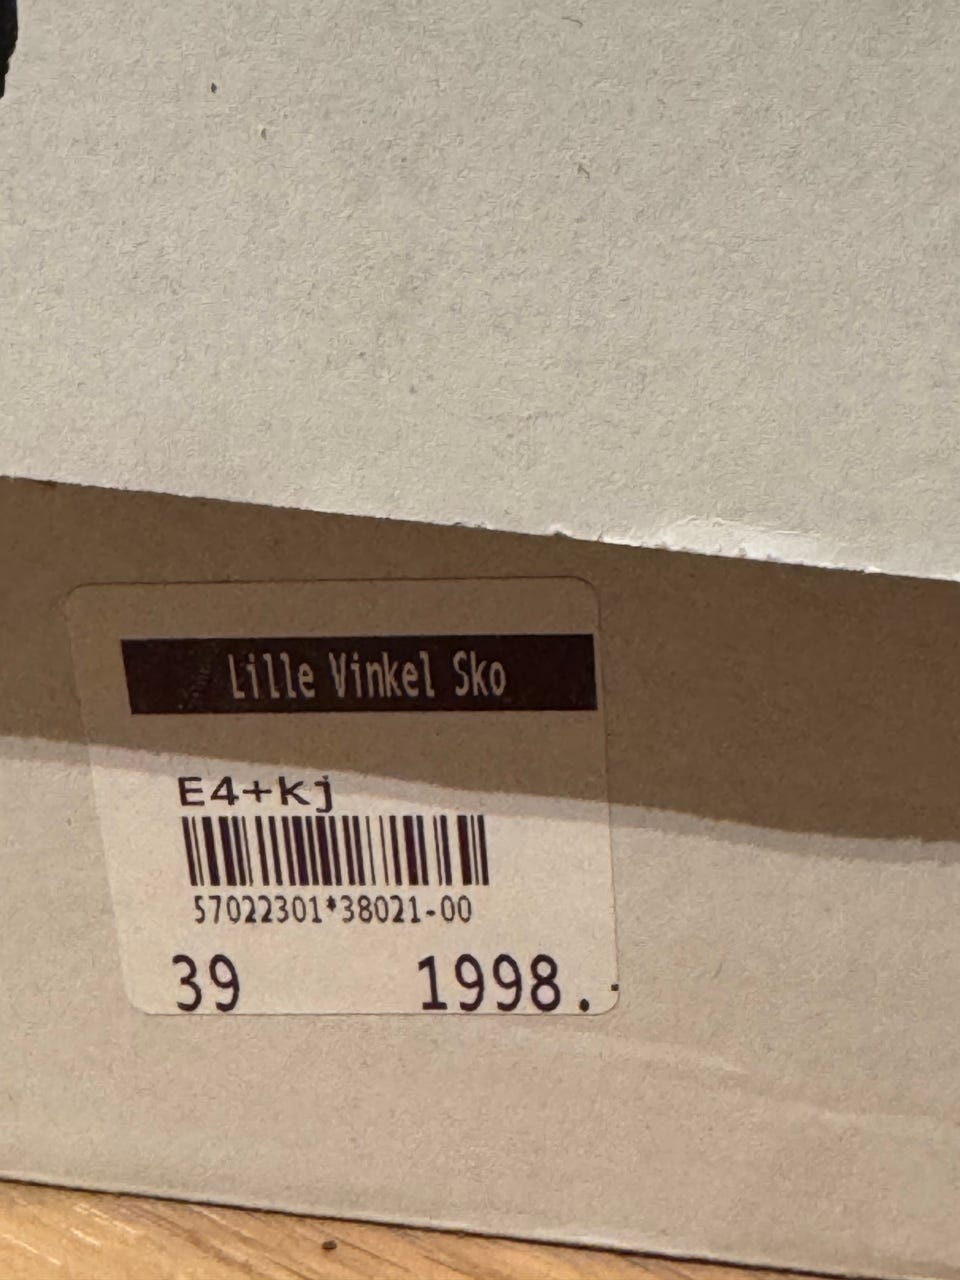 Lille Vinkel Sko
E4+kj
57022301*38021-00
39 1998.